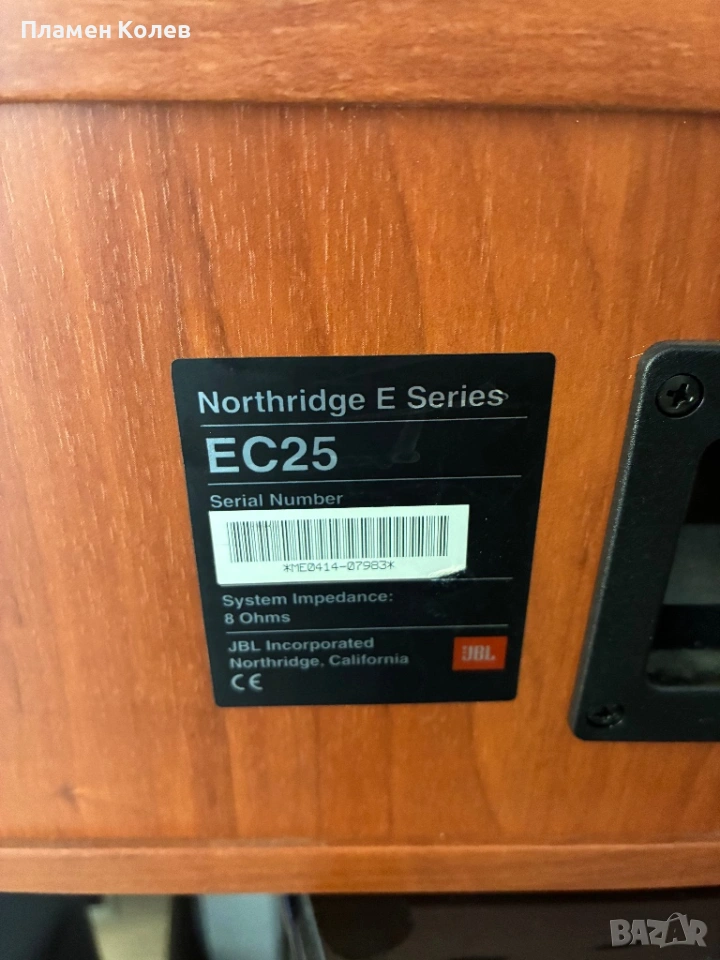 Пламен Колев
Northridge E Series
EC25
Serial Number
*ME0414-07983*
System Impedance:
8 Ohms
JBL Incorporated
Northridge, California
JBL
CE
BAZAR